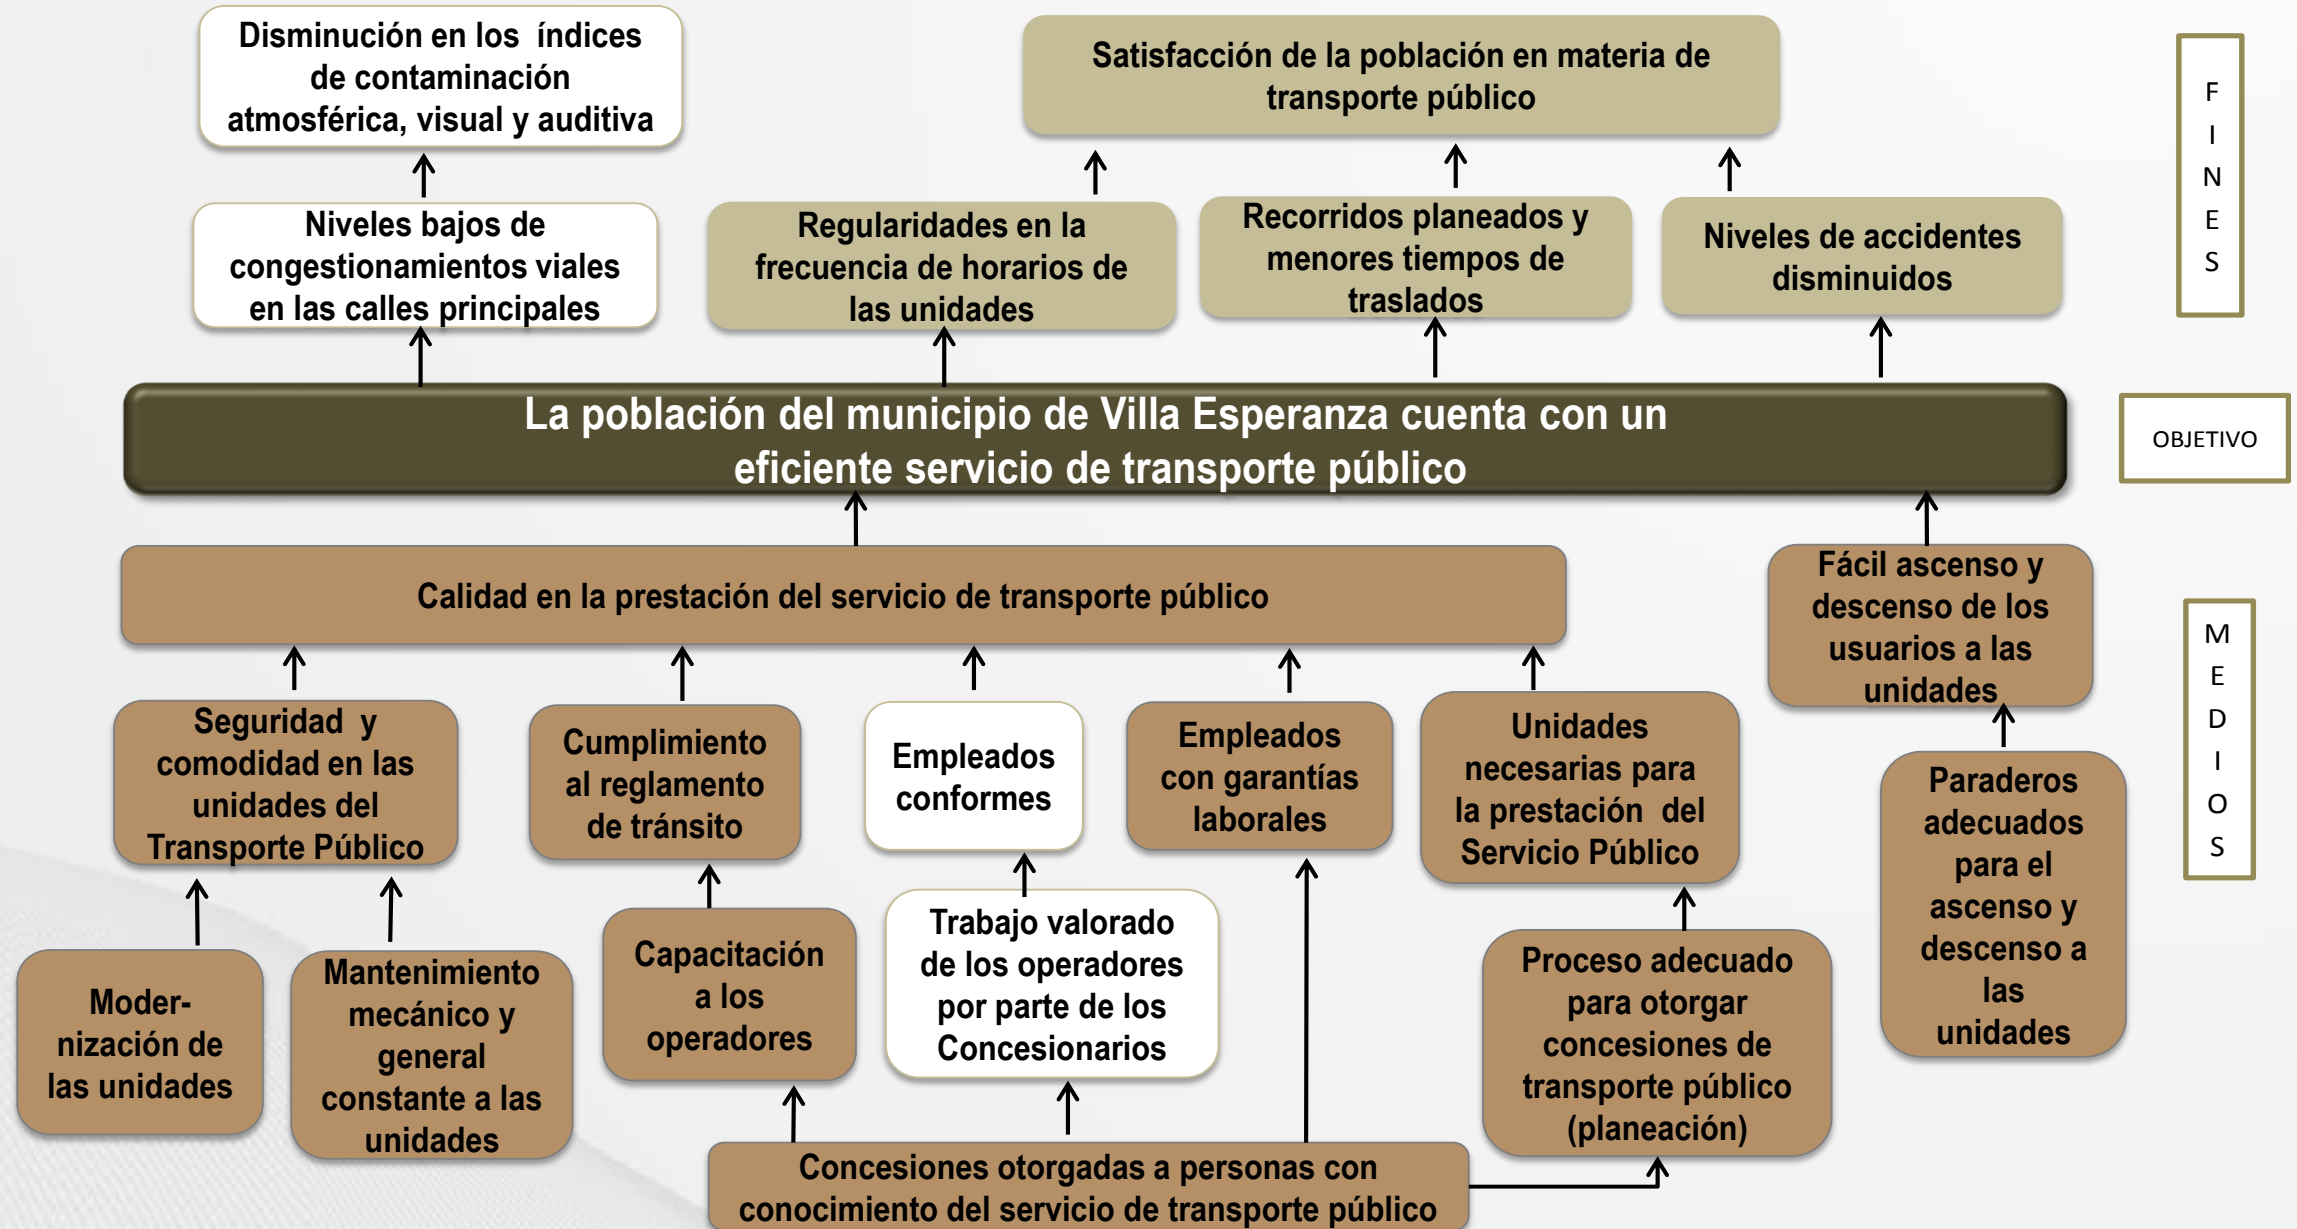 Disminución en los índices
de contaminación
atmosférica, visual y auditiva
Satisfacción de la población en materia de
transporte público
F
I
N
E
S
Niveles bajos de
congestionamientos viales
en las calles principales
Regularidades en la
frecuencia de horarios de
las unidades
Recorridos planeados y
menores tiempos de
traslados
Niveles de accidentes
disminuidos
La población del municipio de Villa Esperanza cuenta con un
eficiente servicio de transporte público
OBJETIVO
Calidad en la prestación del servicio de transporte público
Fácil ascenso y
descenso de los
usuarios a las
unidades
M
E
D
I
O
S
Seguridad y
comodidad en las
unidades del
Transporte Público
Cumplimiento
al reglamento
de tránsito
Empleados
conformes
Empleados
con garantías
laborales
Unidades
necesarias para
la prestación del
Servicio Público
Paraderos
adecuados
para el
ascenso y
descenso a
las
unidades
Moder-
nización de
las unidades
Mantenimiento
mecánico y
general
constante a las
unidades
Capacitación
a los
operadores
Trabajo valorado
de los operadores
por parte de los
Concesionarios
Proceso adecuado
para otorgar
concesiones de
transporte público
(planeación)
Concesiones otorgadas a personas con
conocimiento del servicio de transporte público